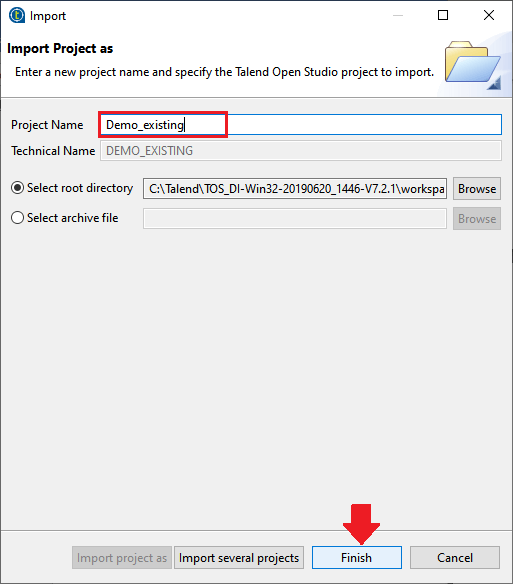 Import
Import Project as
Enter a new project name and specify the Talend Open Studio project to import.
Project Name Demo_existing
Technical Name DEMO_EXISTING
Select root directory C:\Talend\TOS_DI-Win32-20190620_1446-V7.2.1\workspa Browse
Select archive file Browse
Import project as Import several projects Finish Cancel